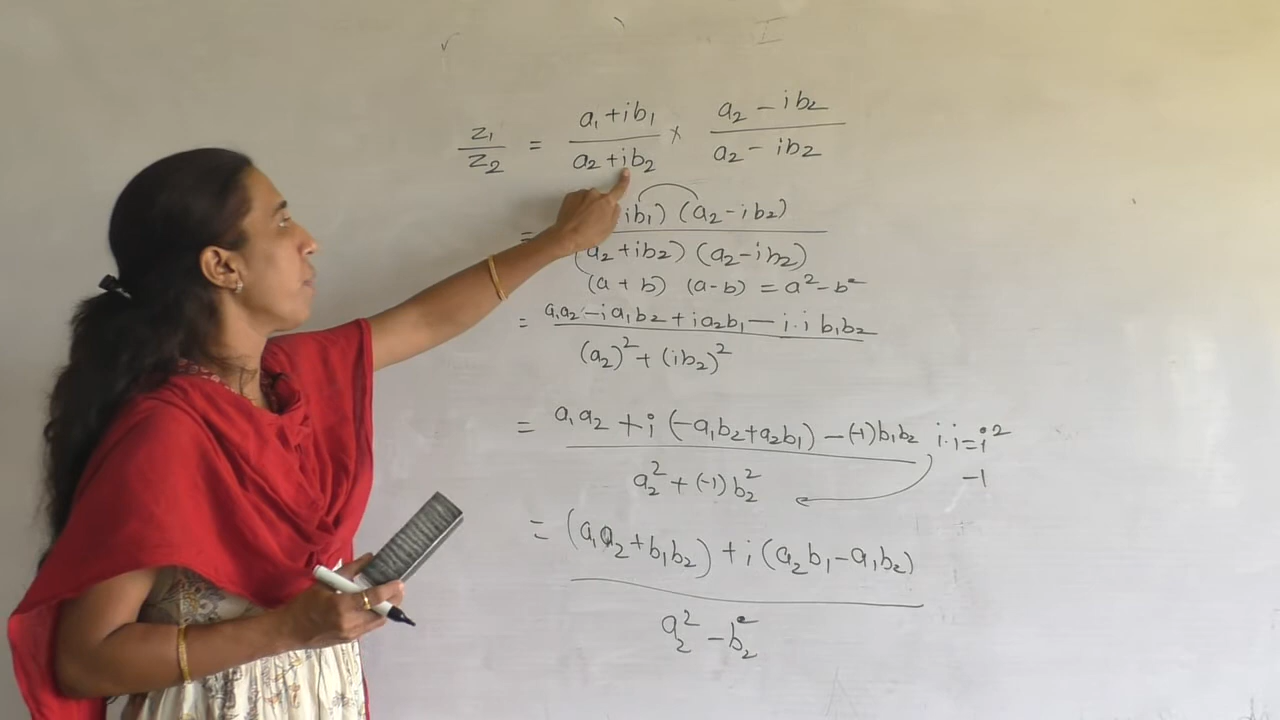 z₁/z₂ = (a₁ + ib₁)/(a₂ + ib₂) × (a₂ - ib₂)/(a₂ - ib₂)
= ib₁) (a₂ - ib₂)
(a₂ + ib₂) (a₂ - ib₂)
(a + b) (a - b) = a² - b²
= a₁a₂ - i a₁b₂ + i a₂b₁ - i.i b₁b₂
(a₂)² + (ib₂)²
= a₁a₂ + i (-a₁b₂ + a₂b₁) - (-1) b₁b₂ i.i = i²
a₂² + (-1) b₂² -1
= (a₁a₂ + b₁b₂) + i (a₂b₁ - a₁b₂)
a₂² - b₂²